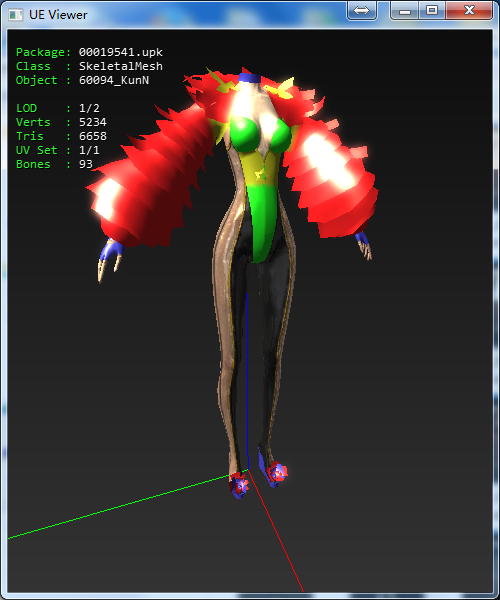 UE Viewer
Package: 00019541.upk
Class : SkeletalMesh
Object : 60094_KunN
LOD : 1/2
Verts : 5234
Tris : 6658
UV Set : 1/1
Bones : 93